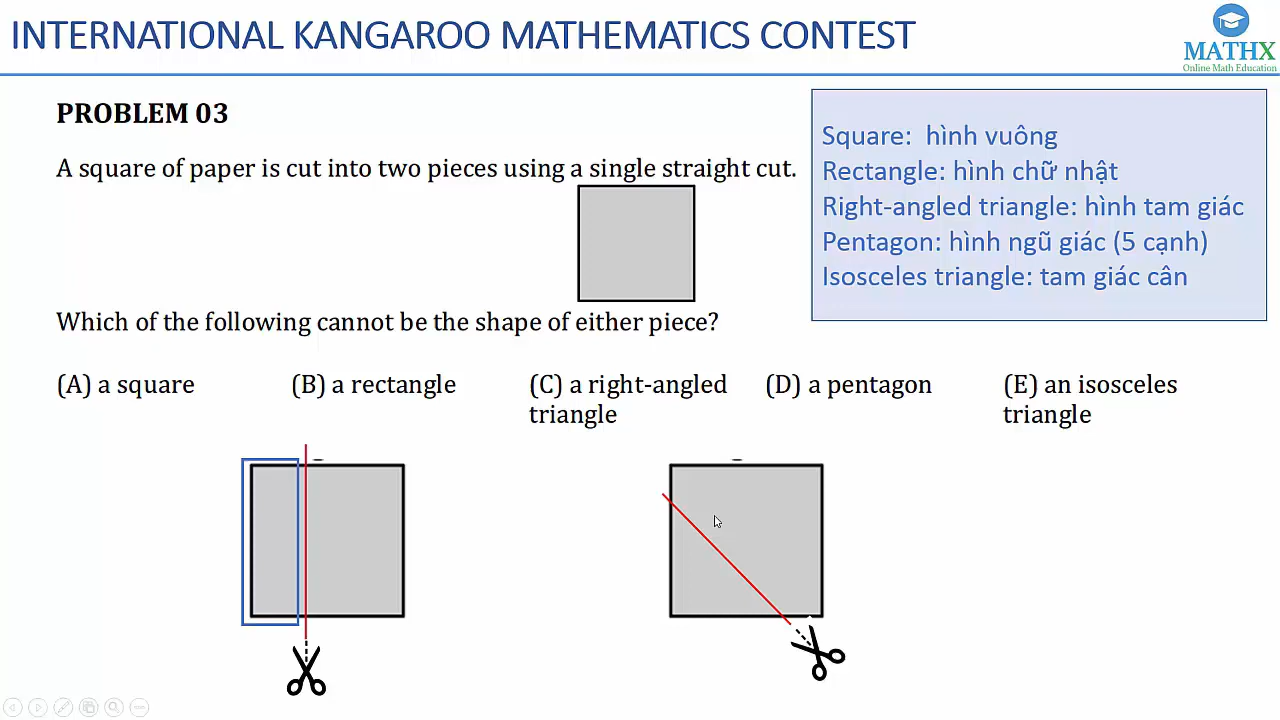 INTERNATIONAL KANGAROO MATHEMATICS CONTEST
MATHX
Online Math Education
PROBLEM 03
A square of paper is cut into two pieces using a single straight cut.
Square: hình vuông
Rectangle: hình chữ nhật
Right-angled triangle: hình tam giác
Pentagon: hình ngũ giác (5 cạnh)
Isosceles triangle: tam giác cân
Which of the following cannot be the shape of either piece?
(A) a square (B) a rectangle (C) a right-angled (D) a pentagon (E) an isosceles
triangle triangle